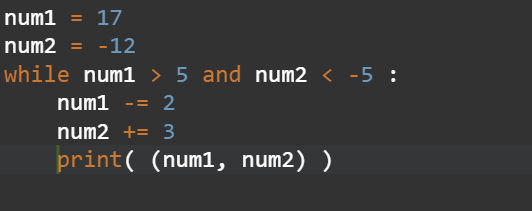 num1 = 17
num2 = -12
while num1 > 5 and num2 < -5 :
    num1 -= 2
    num2 += 3
    print( (num1, num2) )